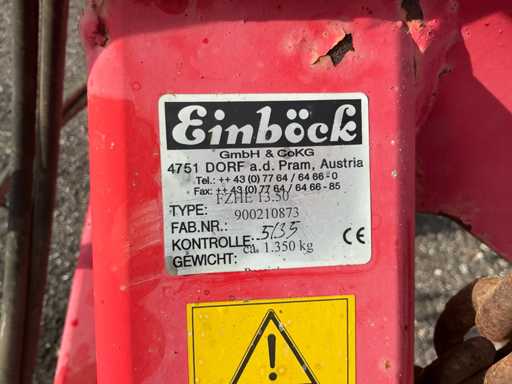 Einböck
GmbH & CoKG
4751 DORF a.d. Pram, Austria
Tel.: ++ 43 (0) 77 64 / 64 66 - 0
Fax: ++ 43 (0) 77 64 / 64 66 - 85
FZHE 13.50
TYPE:
900210873
FAB.NR.:
5135
KONTROLLE:
ca. 1.350 kg
GEWICHT:
CE
!